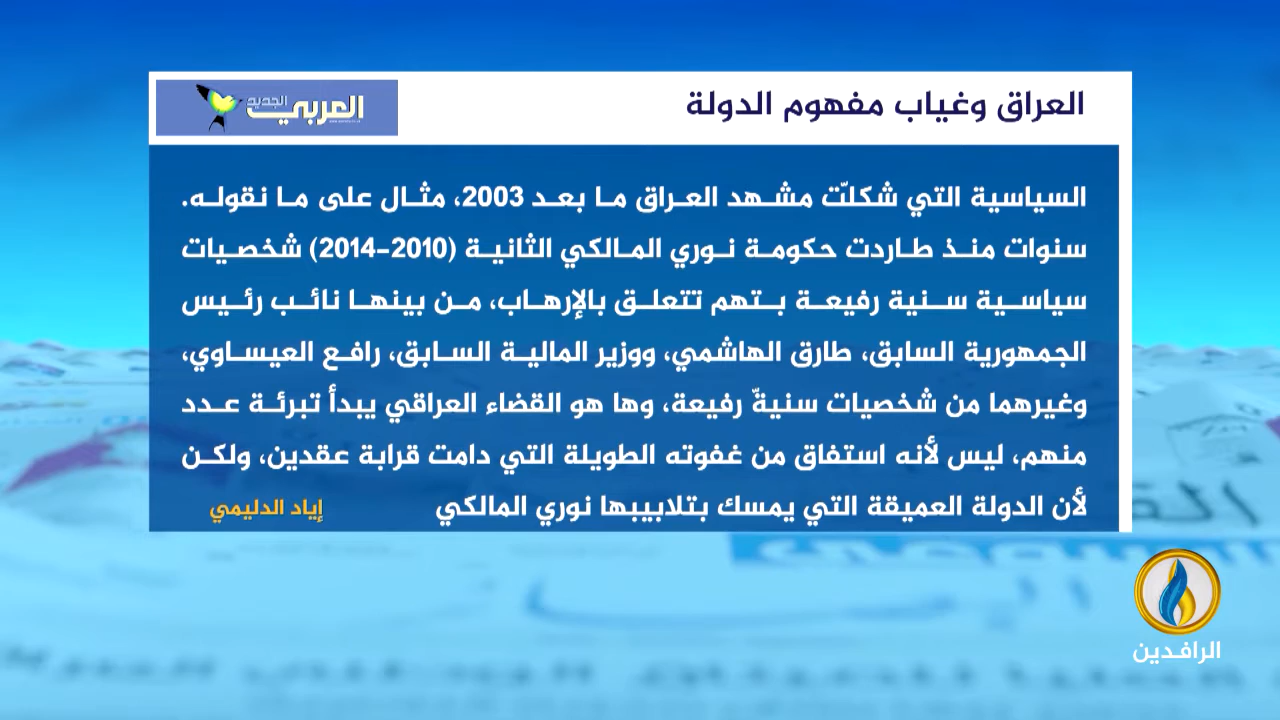 العراق وغياب مفهوم الدولة
العربي الجديد
السياسية التي شكلّت مشهد العراق ما بعد 2003، مثال على ما نقوله.
سنوات منذ طاردت حكومة نوري المالكي الثانية (2010-2014) شخصيات
سياسية سنية رفيعة بتهم تتعلق بالإرهاب، من بينها نائب رئيس
الجمهورية السابق، طارق الهاشمي، ووزير المالية السابق، رافع العيساوي،
وغيرهما من شخصيات سنيةّ رفيعة، وها هو القضاء العراقي يبدأ تبرئة عدد
منهم، ليس لأنه استفاق من غفوته الطويلة التي دامت قرابة عقدين، ولكن
لأن الدولة العميقة التي يمسك بتلابيبها نوري المالكي
إياد الدليمي
الرافدين